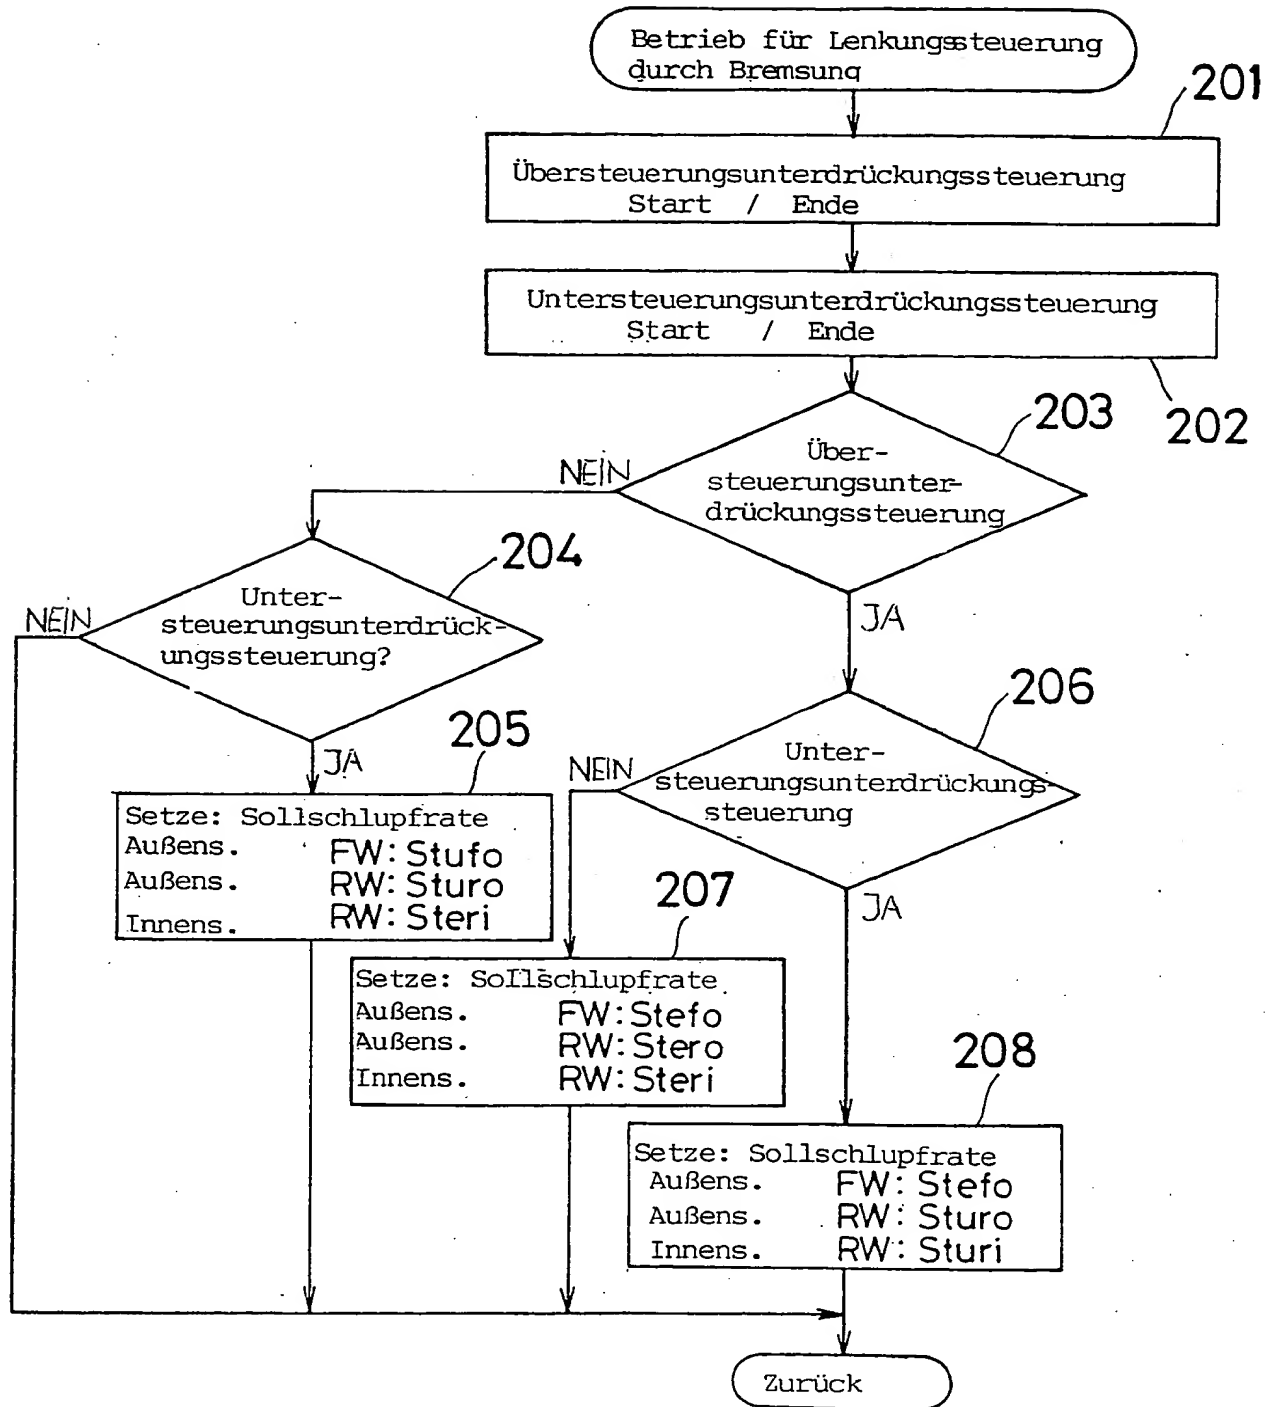 Betrieb für Lenkungssteuerung
durch Bremsung
201
Übersteuerungsunterdrückungssteuerung
Start / Ende
Untersteuerungsunterdrückungssteuerung
Start / Ende
202
203
Über-
steuerungsunter-
drückungssteuerung
NEIN
JA
204
Unter-
steuerungsunterdrück-
ungssteuerung?
NEIN
JA
205
Setze: Sollschlupfrate
Außens. FW: Stufo
Außens. RW: Sturo
Innens. RW: Steri
206
Unter-
steuerungsunterdrückungs-
steuerung
NEIN
JA
207
Setze: Sollschlupfrate
Außens. FW: Stefo
Außens. RW: Stero
Innens. RW: Steri
208
Setze: Sollschlupfrate
Außens. FW: Stefo
Außens. RW: Sturo
Innens. RW: Sturi
Zurück